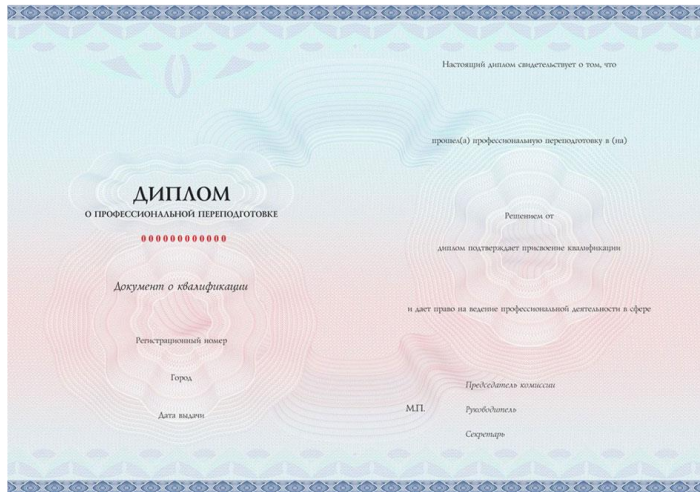 ДИПЛОМ
О ПРОФЕССИОНАЛЬНОЙ ПЕРЕПОДГОТОВКЕ
000000000000
Документ о квалификации
Регистрационный номер
Город
Дата выдачи
Настоящий диплом свидетельствует о том, что
прошел(а) профессиональную переподготовку в (на)
Решением от
диплом подтверждает присвоение квалификации
и дает право на ведение профессиональной деятельности в сфере
Председатель комиссии
М.П. Руководитель
Секретарь